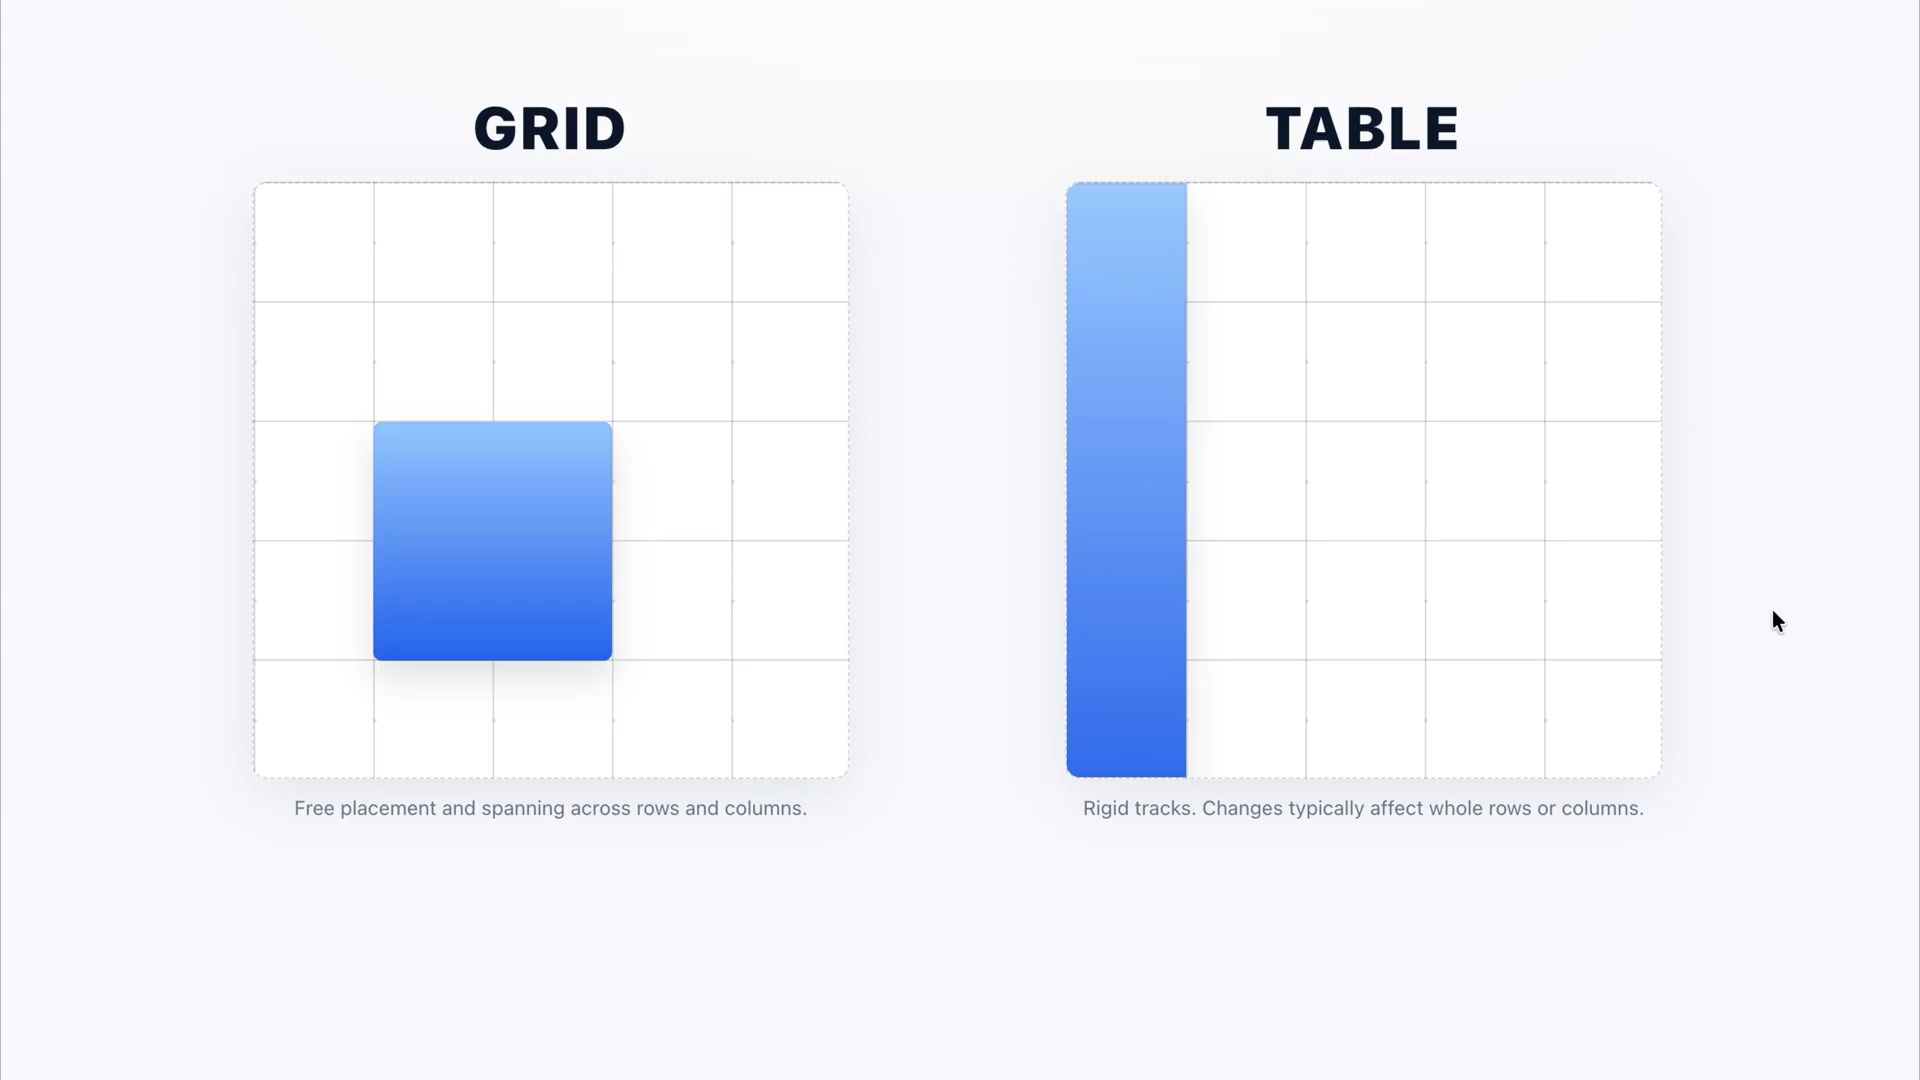 GRID
TABLE
Free placement and spanning across rows and columns.
Rigid tracks. Changes typically affect whole rows or columns.